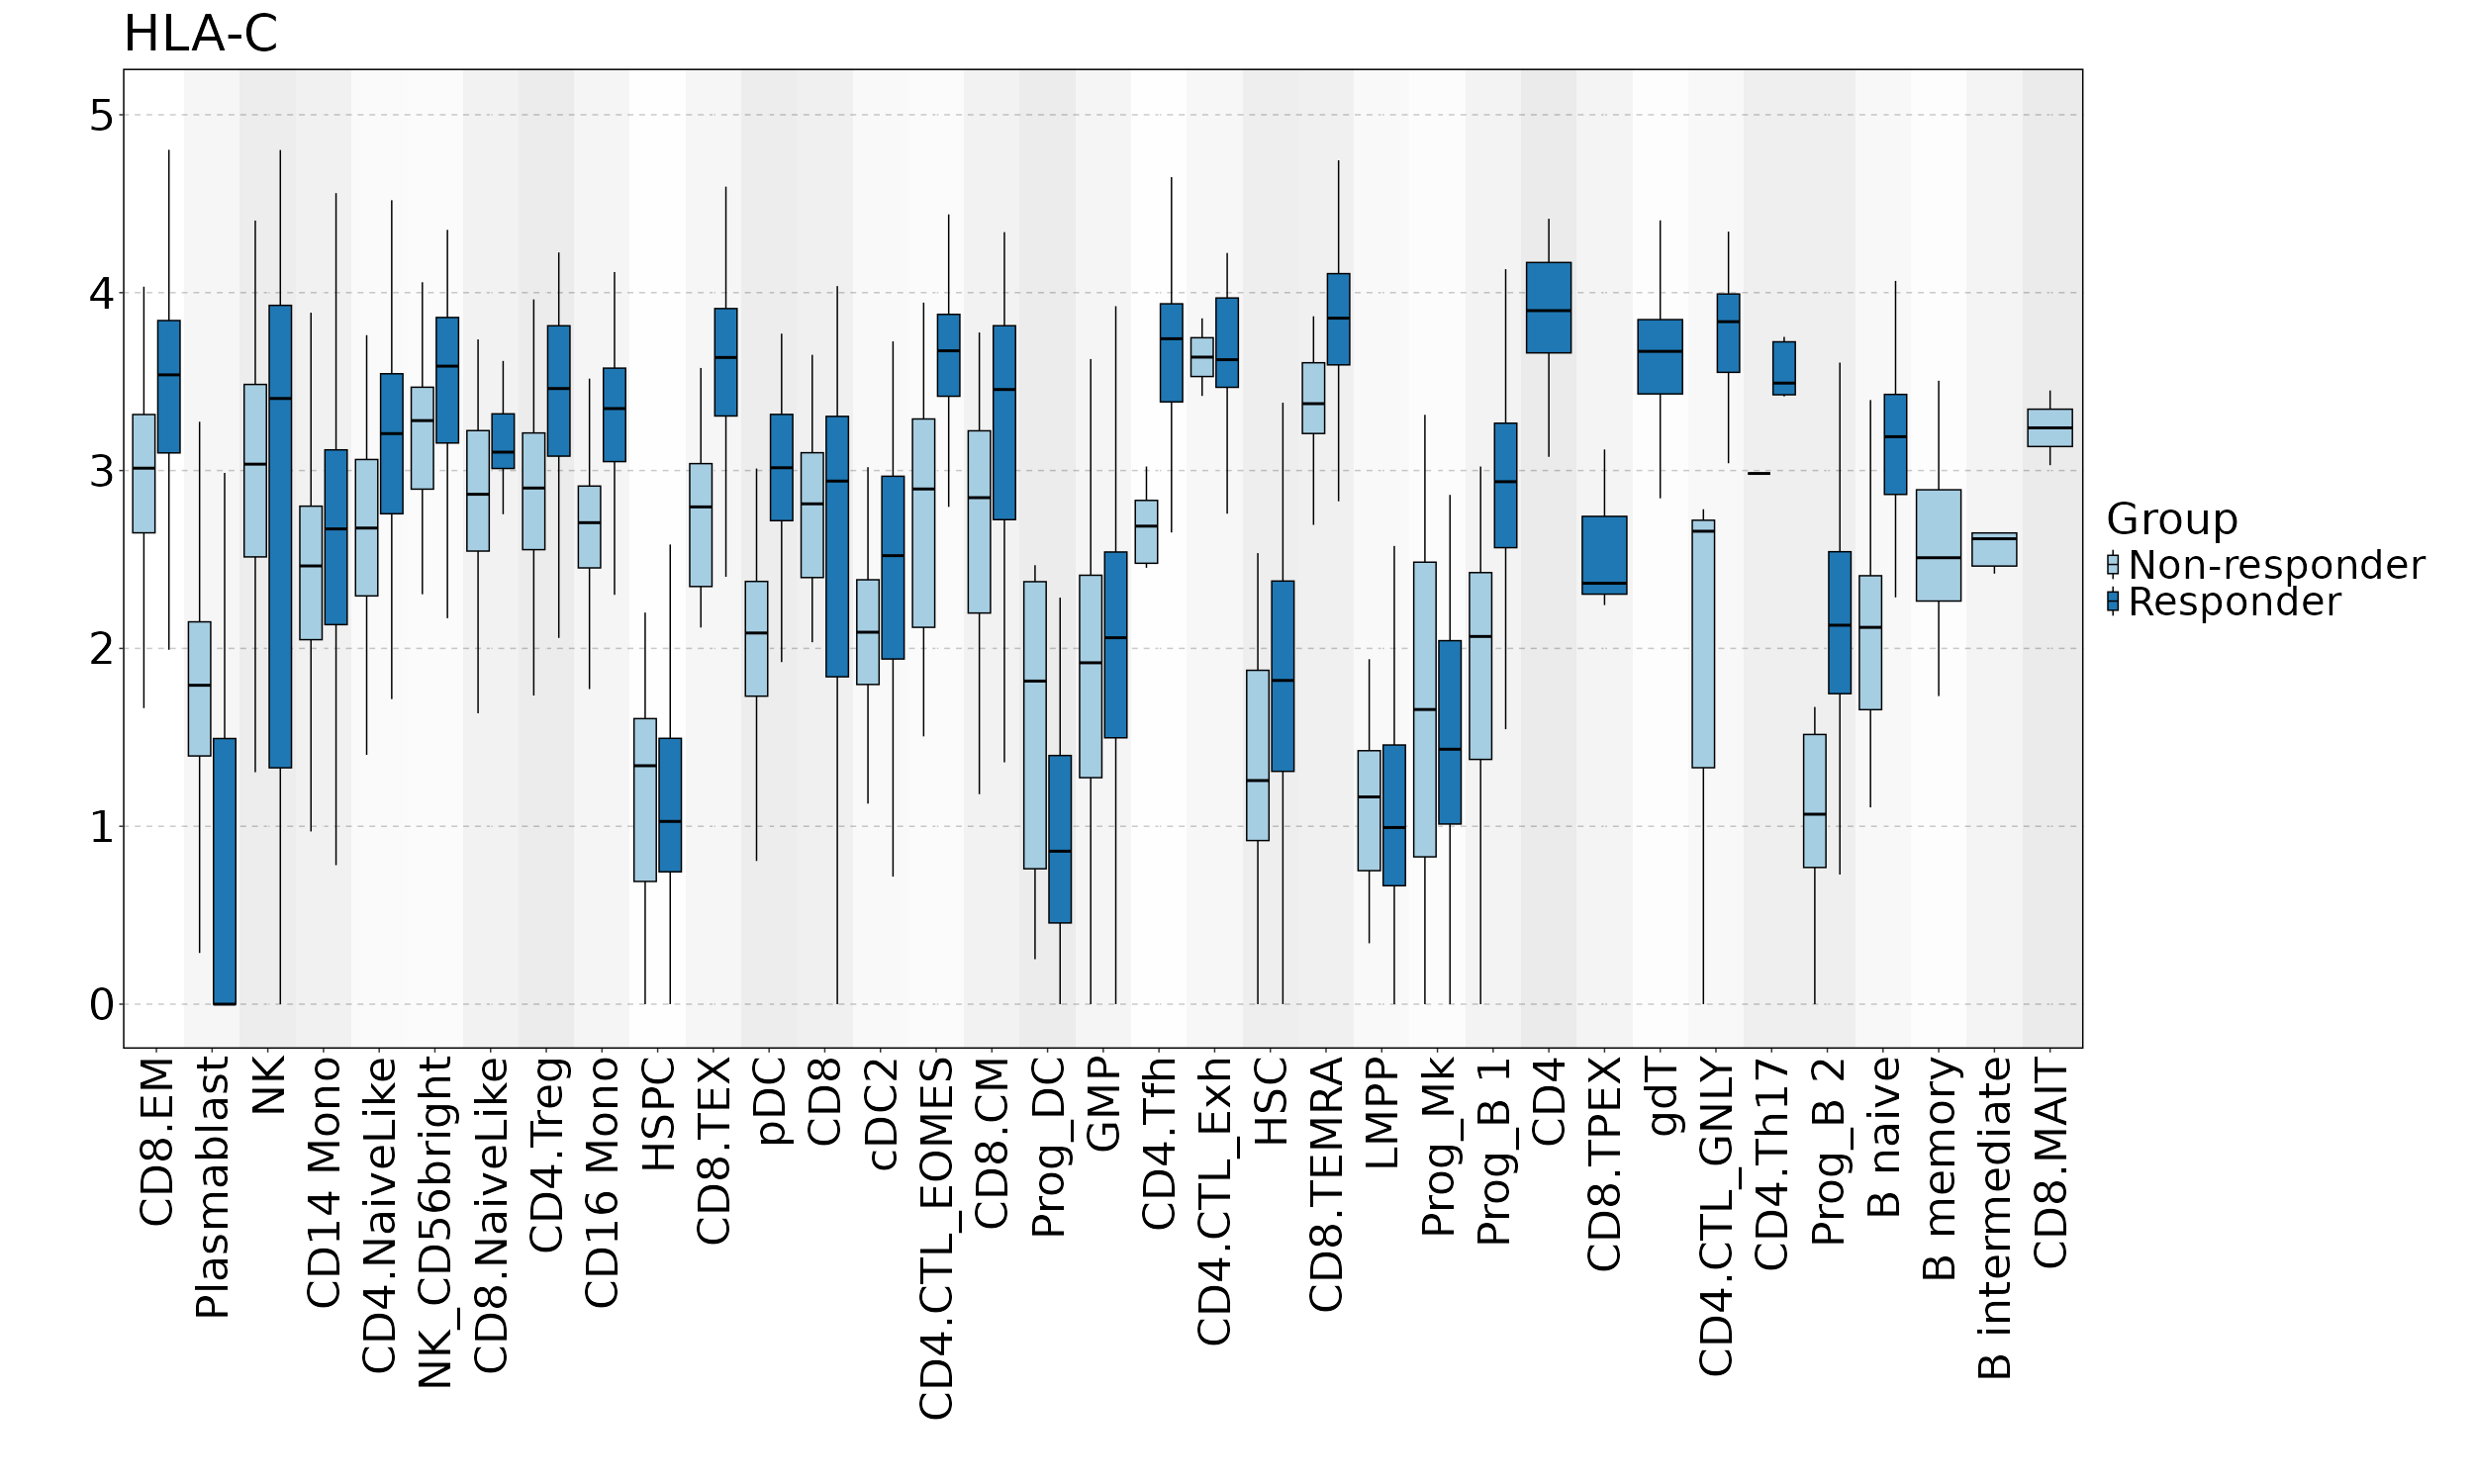 HLA-C
5
4
3
2
1
0
CD8.EM
Plasmablast
NK
CD14 Mono
CD4.NaiveLike
NK_CD56bright
CD8.NaiveLike
CD4.Treg
CD16 Mono
HSPC
CD8.TEX
pDC
CD8
cDC2
CD4.CTL_EOMES
CD8.CM
Prog_DC
GMP
CD4.Tfh
CD4.CTL_Exh
HSC
CD8.TEMRA
LMPP
Prog_Mk
Prog_B 1
CD4
CD8.TPEX
gdT
CD4.CTL_GNLY
CD4.Th17
Prog_B 2
B naive
B memory
B intermediate
CD8.MAIT
Group
Non-responder
Responder